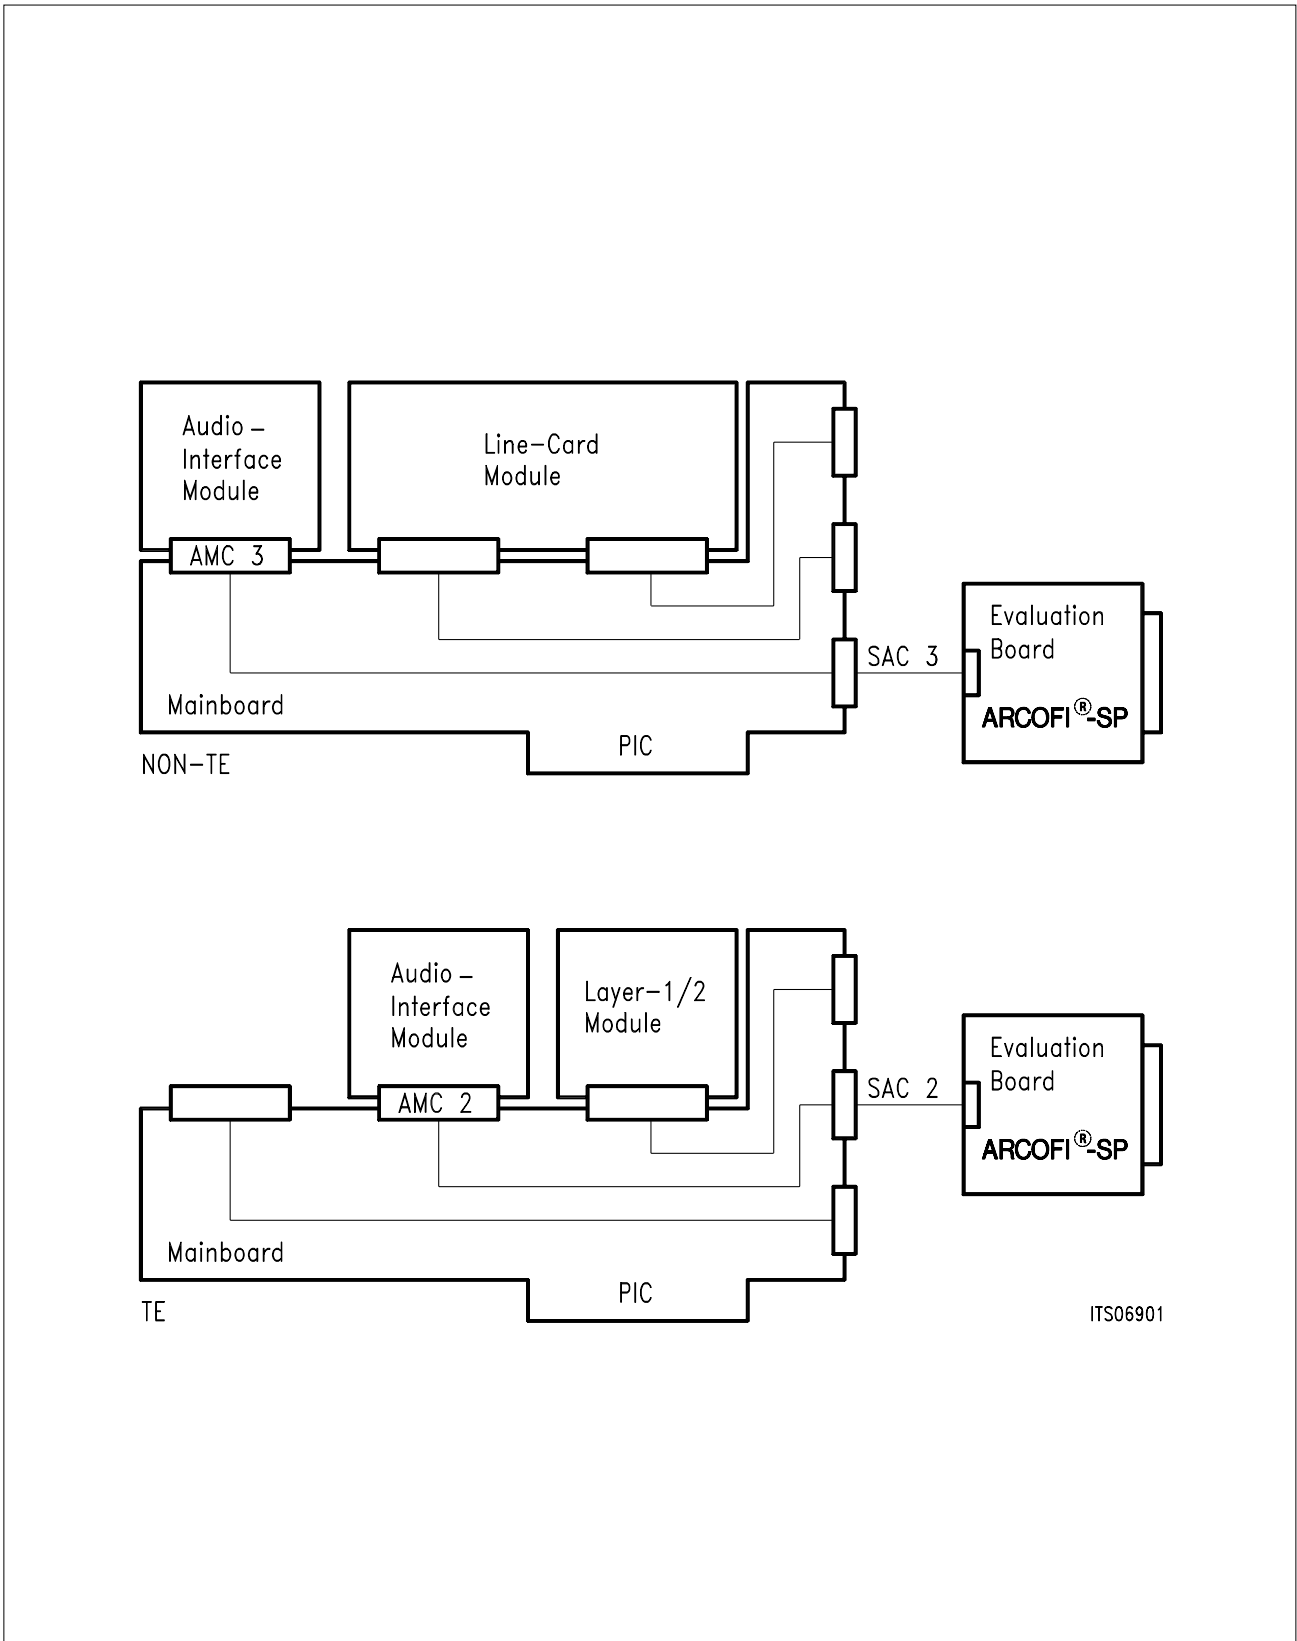 Audio –
Interface
Module
Line-Card
Module
AMC 3
Evaluation
Board
SAC 3
Mainboard
ARCOFI®-SP
PIC
NON-TE
Audio –
Interface
Module
Layer-1/2
Module
Evaluation
Board
SAC 2
AMC 2
ARCOFI®-SP
Mainboard
PIC
TE
ITS06901